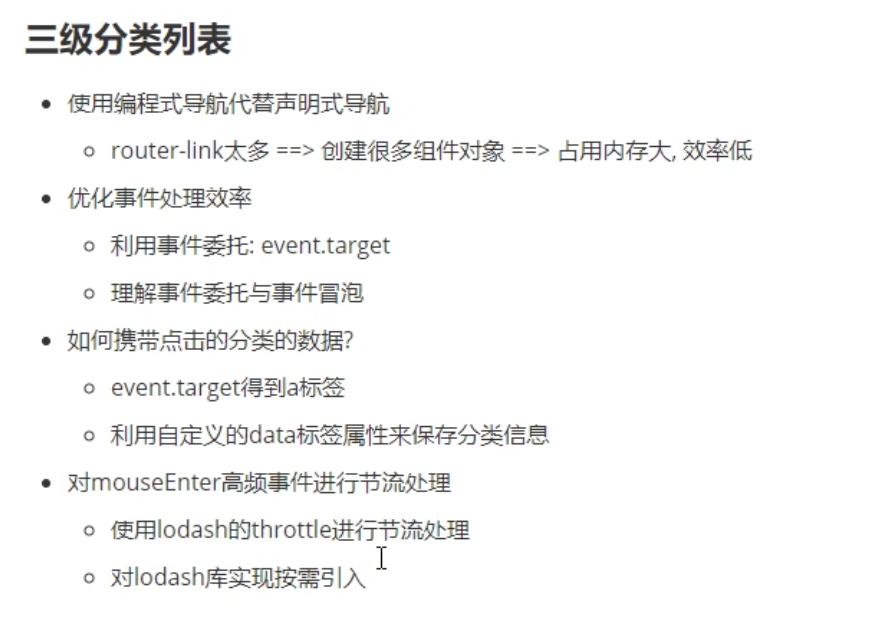 三级分类列表
使用编程式导航代替声明式导航
router-link太多 ==> 创建很多组件对象 ==> 占用内存大, 效率低
优化事件处理效率
利用事件委托: event.target
理解事件委托与事件冒泡
如何携带点击的分类的数据?
event.target得到a标签
利用自定义的data标签属性来保存分类信息
对mouseEnter高频事件进行节流处理
使用lodash的throttle进行节流处理
对lodash库实现按需引入